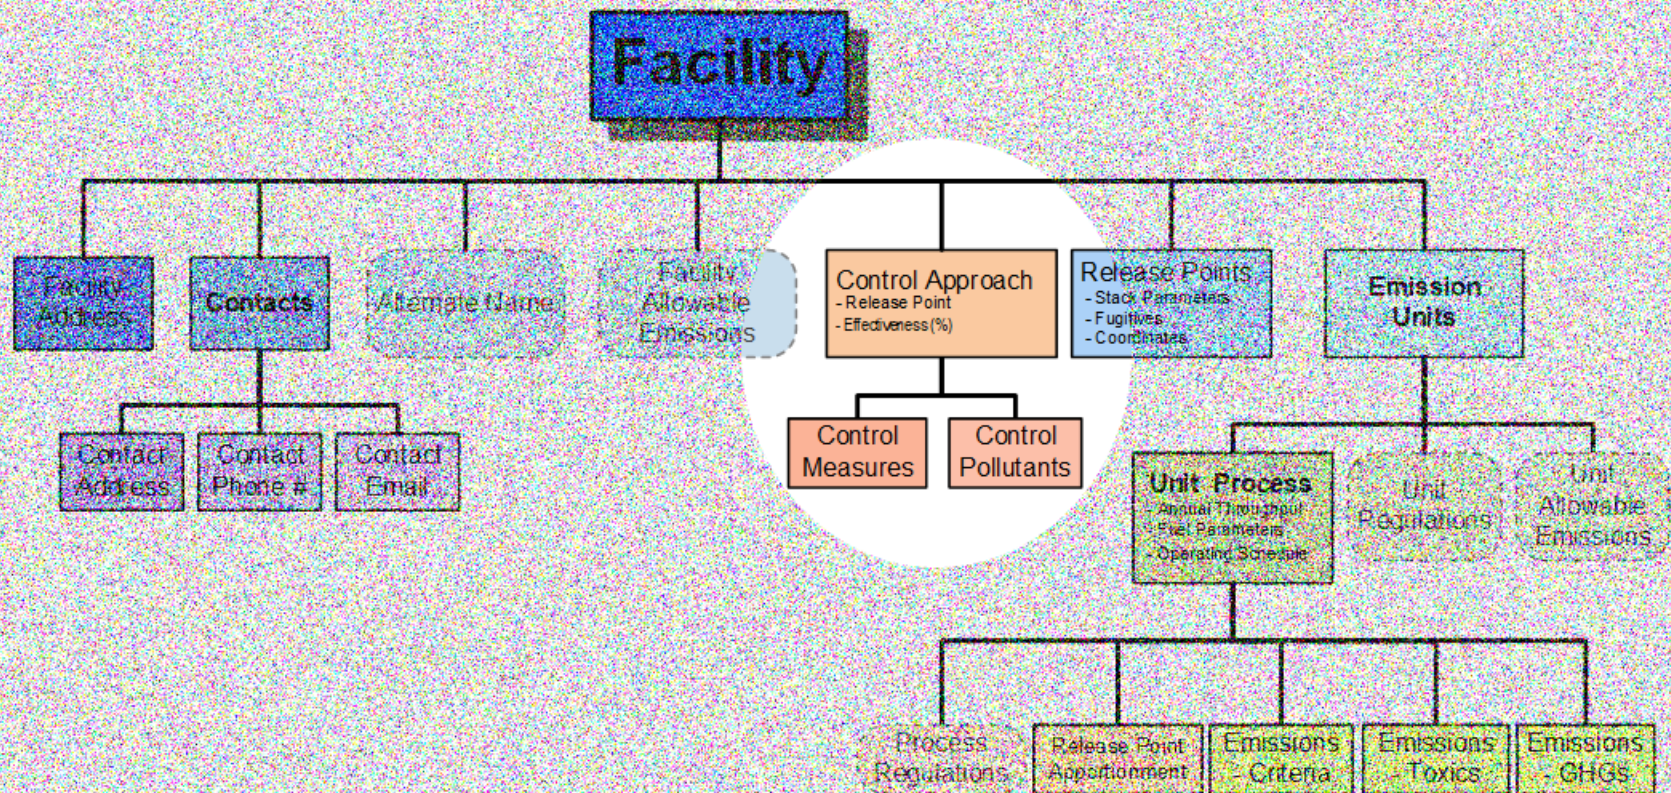 Facility
Facility
Address
Contacts
Alternate Name
Facility
Allowable
Emissions
Control Approach
- Release Point
- Effectiveness (%)
Release Points
- Stack Parameters
- Fugitives
- Coordinates
Emission
Units
Contact
Address
Contact
Phone #
Contact
Email
Control
Measures
Control
Pollutants
Unit Process
- Annual Throughput
- Fuel Parameters
- Operating Schedule
Unit
Regulations
Unit
Allowable
Emissions
Process
Regulations
Release Point
Apportionment
Emissions
- Criteria
Emissions
- Toxics
Emissions
- GHGs